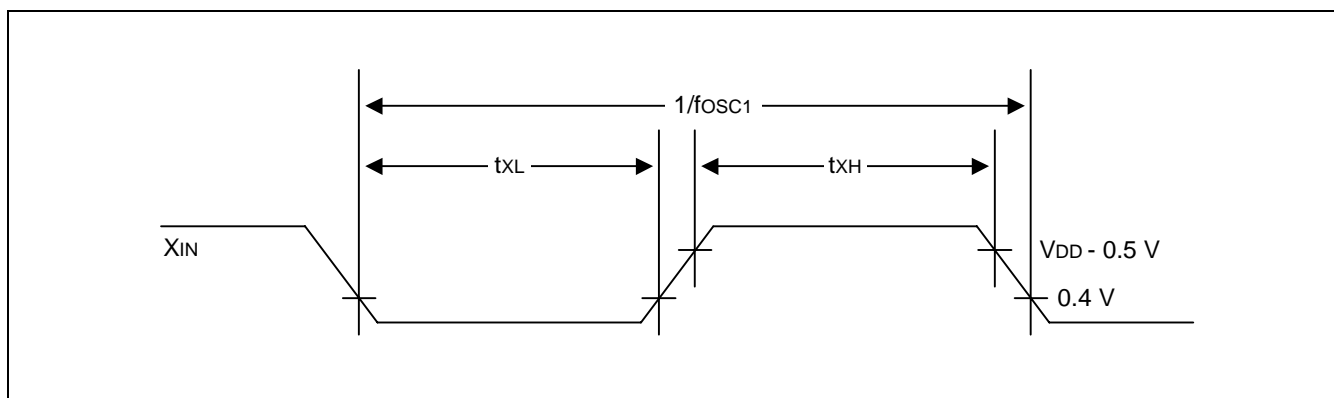 1/fOSC1
tXL
tXH
XIN
VDD - 0.5 V
0.4 V